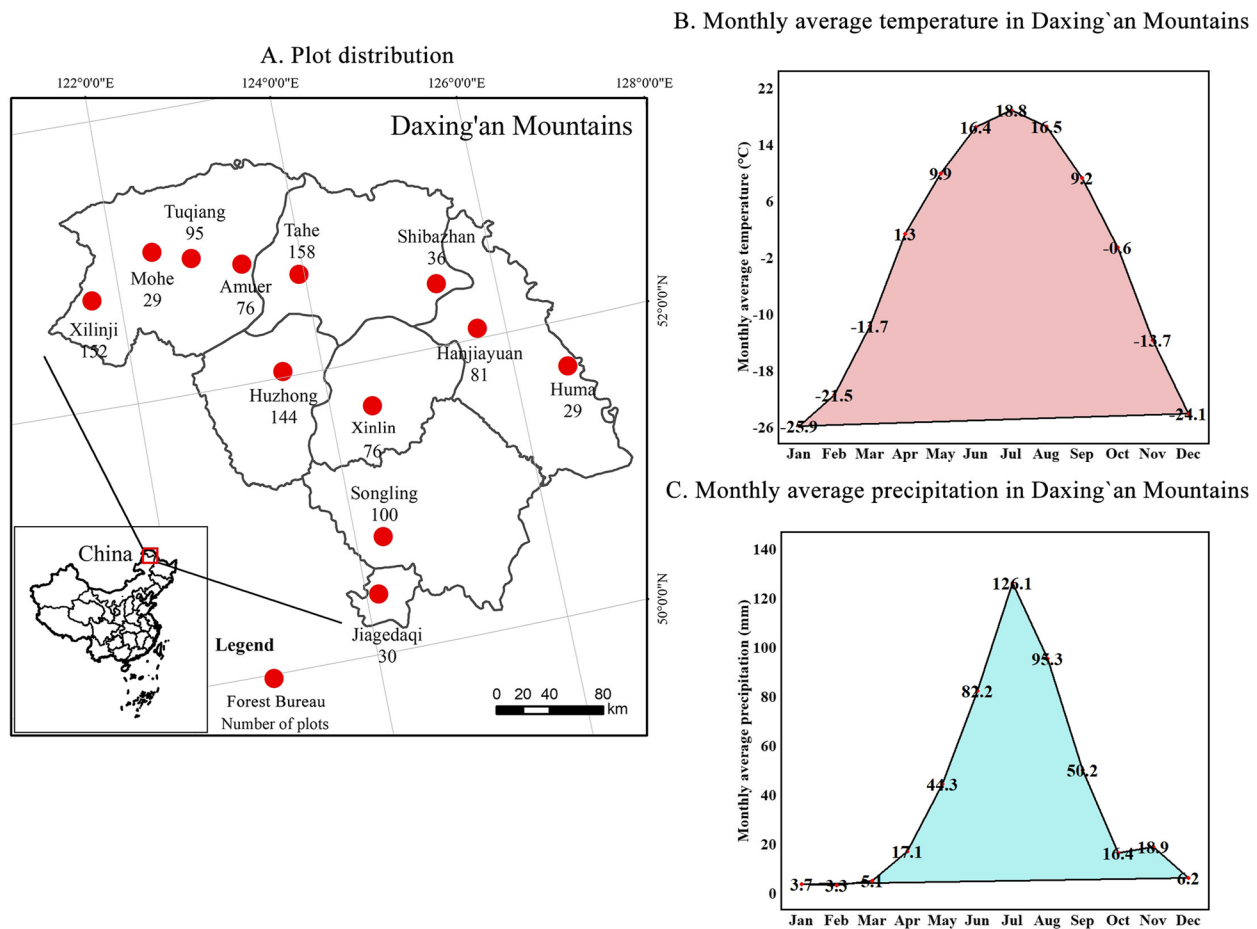 A. Plot distribution
122°0'0"E
124°0'0"E
126°0'0"E
128°0'0"E
Daxing'an Mountains
Tuqiang
95
Tahe
158
Shibazhan
36
Mohe
29
Amuer
76
Xilinji
152
52°0'0"N
Hanjiayuan
81
Huma
29
Huzhong
144
Xinlin
76
Songling
100
China
50°0'0"N
Jiagedaqi
30
Legend
Forest Bureau
Number of plots
0 20 40 80
km
B. Monthly average temperature in Daxing`an Mountains
Monthly average temperature (°C)
22
14
6
-2
-10
-18
-26
-25.9
-21.5
-11.7
1.3
9.9
16.4
18.8
16.5
9.2
-0.6
-13.7
-24.1
Jan Feb Mar Apr May Jun Jul Aug Sep Oct Nov Dec
C. Monthly average precipitation in Daxing`an Mountains
Monthly average precipitation (mm)
140
120
100
80
60
40
20
0
3.7
3.3
5.1
17.1
44.3
82.2
126.1
95.3
50.2
16.4
18.9
6.2
Jan Feb Mar Apr May Jun Jul Aug Sep Oct Nov Dec